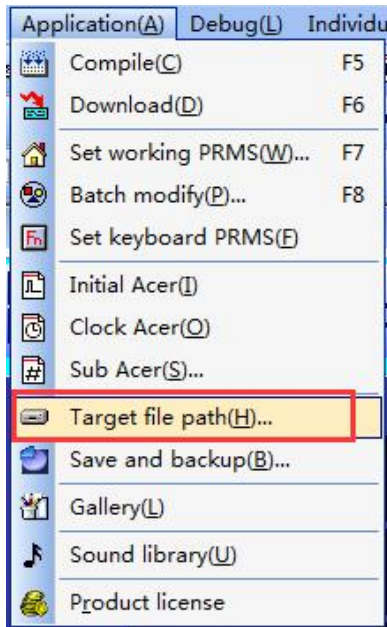 Application(A) Debug(L) Individu
Compile(C) F5
Download(D) F6
Set working PRMS(W)... F7
Batch modify(P)... F8
Fn Set keyboard PRMS(F)
Initial Acer(I)
Clock Acer(O)
# Sub Acer(S)...
Target file path(H)...
Save and backup(B)...
Gallery(L)
Sound library(U)
Product license